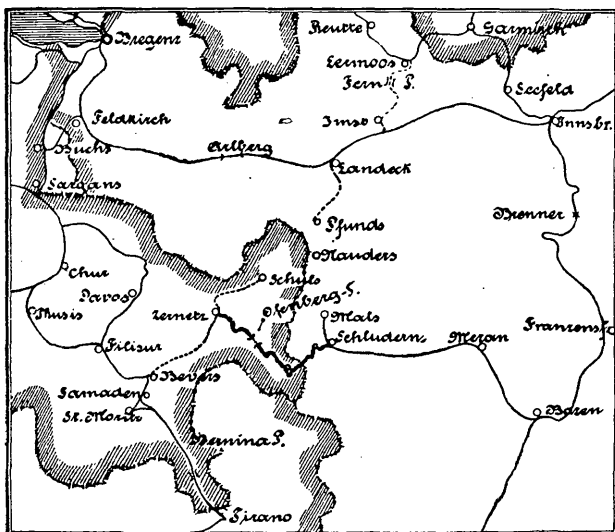 Bregenz
Reutte
Garmisch
Lermoos
Fern P.
Seefeld
Feldkirch
Imst
Innsbr.
Buchs
Arlberg
Landeck
Sargans
Pfunds
Brenner
Nauders
Chur
Schuls
Davos
Ofenberg-L.
Thusis
Zernetz
Mals
Schludern.
Meran
Franzensf.
Filisur
Bevers
Samaden
St. Moritz
Bozen
Bernina P.
Tirano